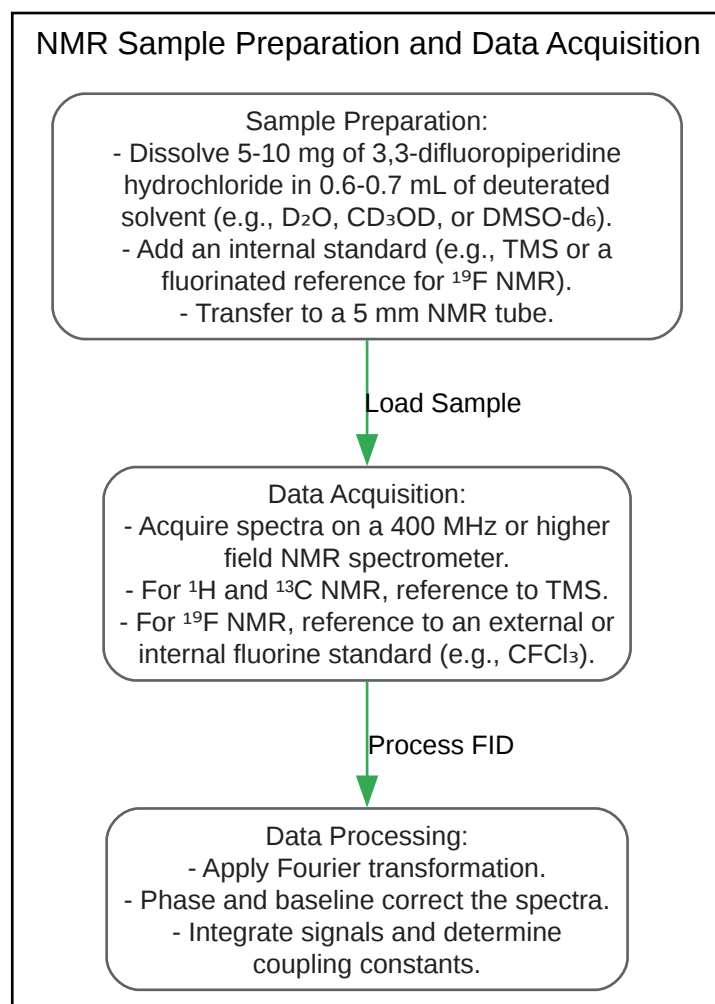 NMR Sample Preparation and Data Acquisition
Sample Preparation:
- Dissolve 5-10 mg of 3,3-difluoropiperidine
hydrochloride in 0.6-0.7 mL of deuterated
solvent (e.g., D₂O, CD₃OD, or DMSO-d₆).
- Add an internal standard (e.g., TMS or a
fluorinated reference for ¹⁹F NMR).
- Transfer to a 5 mm NMR tube.
Load Sample
Data Acquisition:
- Acquire spectra on a 400 MHz or higher
field NMR spectrometer.
- For ¹H and ¹³C NMR, reference to TMS.
- For ¹⁹F NMR, reference to an external or
internal fluorine standard (e.g., CFCl₃).
Process FID
Data Processing:
- Apply Fourier transformation.
- Phase and baseline correct the spectra.
- Integrate signals and determine
coupling constants.